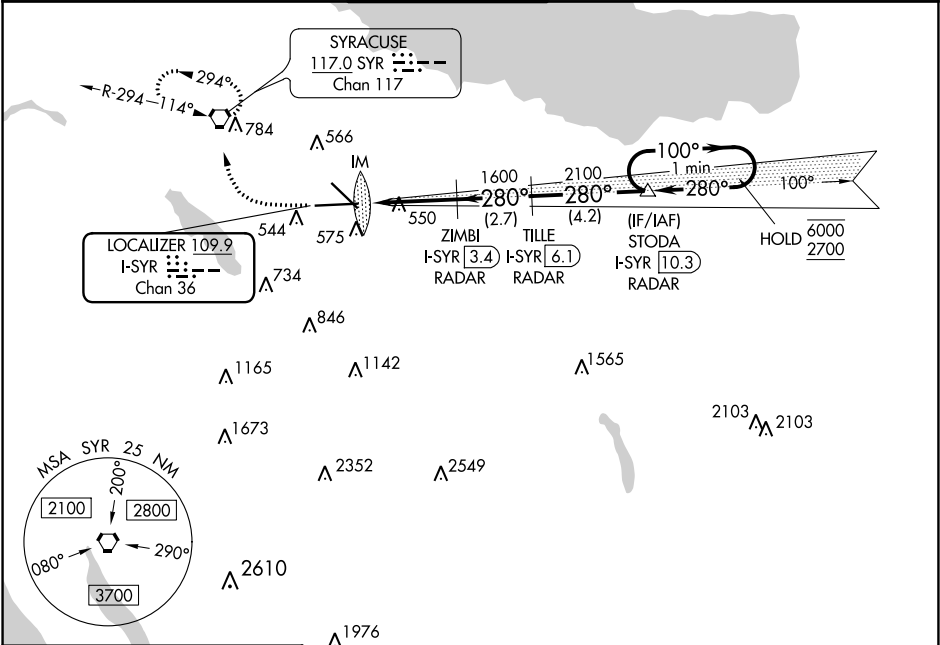 SYRACUSE
117.0 SYR
Chan 117
294°
R-294
114°
784
566
IM
550
544
575
1600
2100
280°
280°
280°
(2.7)
(4.2)
100°
1 min
100°
ZIMBI
I-SYR 3.4
RADAR
TILLE
I-SYR 6.1
RADAR
(IF/IAF)
STODA
I-SYR 10.3
RADAR
HOLD 6000
2700
LOCALIZER 109.9
I-SYR
Chan 36
734
846
1165
1142
1565
1673
2103
2103
2352
2549
MSA SYR 25 NM
200°
2100
2800
080°
290°
3700
2610
1976